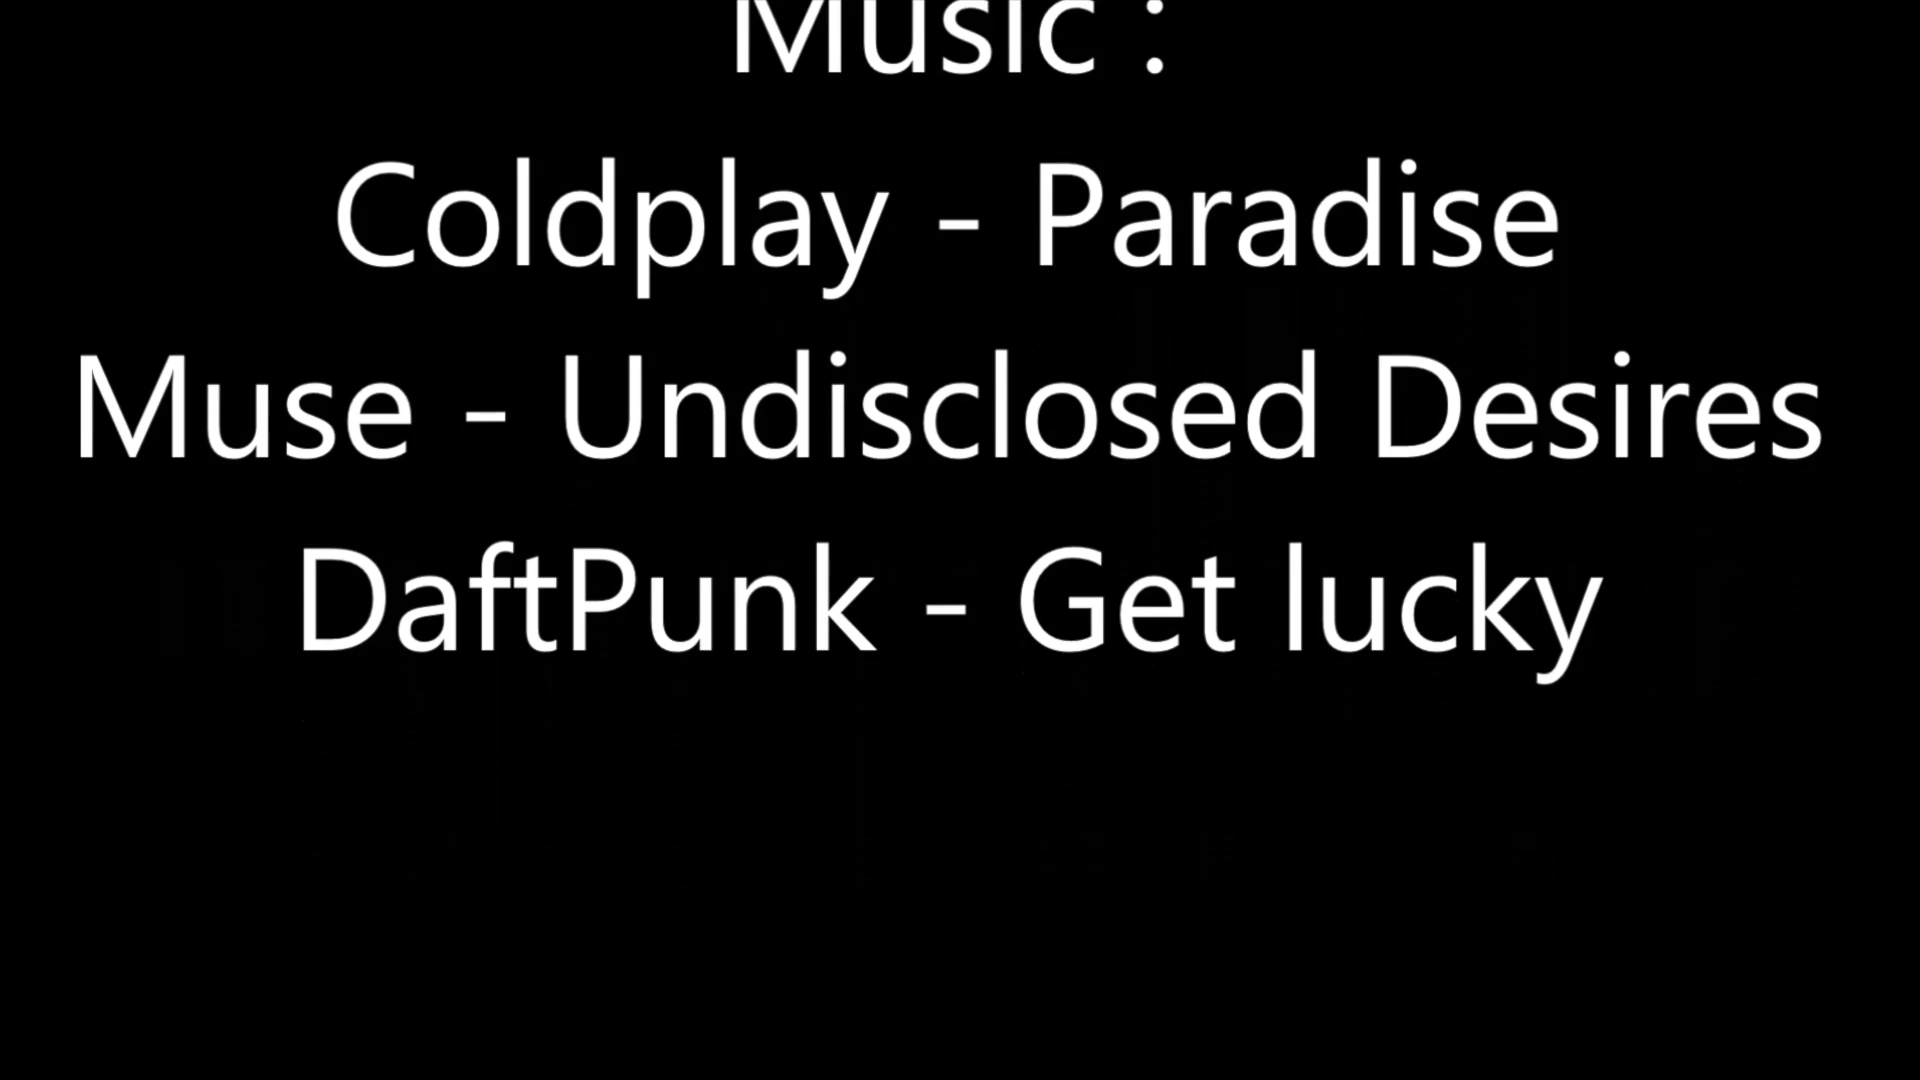 Music :
Coldplay - Paradise
Muse - Undisclosed Desires
DaftPunk - Get lucky